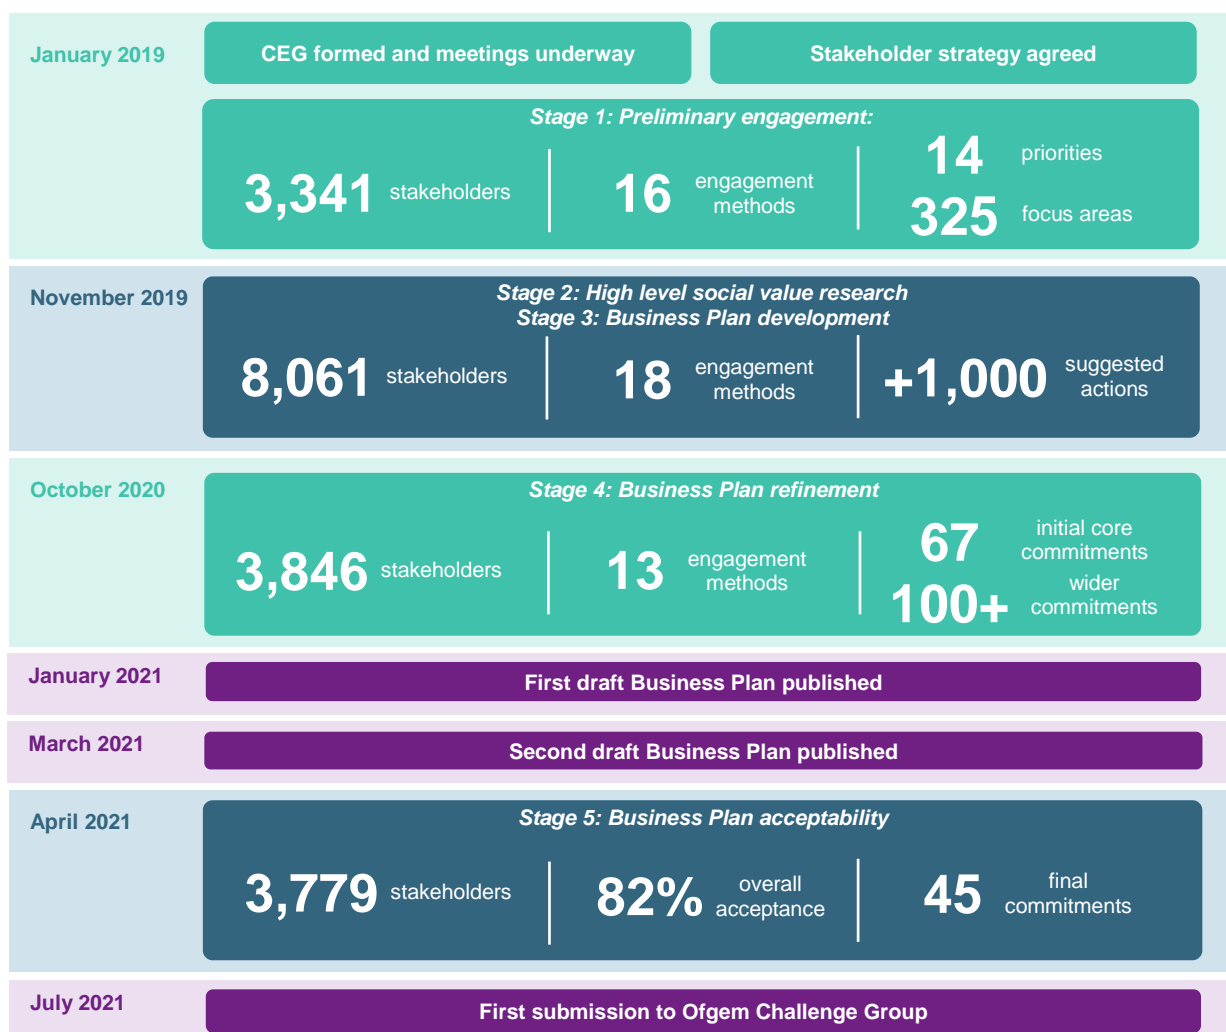 January 2019
CEG formed and meetings underway
Stakeholder strategy agreed
Stage 1: Preliminary engagement:
3,341 stakeholders
16 engagement
methods
14 priorities
325 focus areas
November 2019
Stage 2: High level social value research
Stage 3: Business Plan development
8,061 stakeholders
18 engagement
methods
+1,000 suggested
actions
October 2020
Stage 4: Business Plan refinement
3,846 stakeholders
13 engagement
methods
67 initial core
commitments
100+ wider
commitments
January 2021
First draft Business Plan published
March 2021
Second draft Business Plan published
April 2021
Stage 5: Business Plan acceptability
3,779 stakeholders
82% overall
acceptance
45 final
commitments
July 2021
First submission to Ofgem Challenge Group